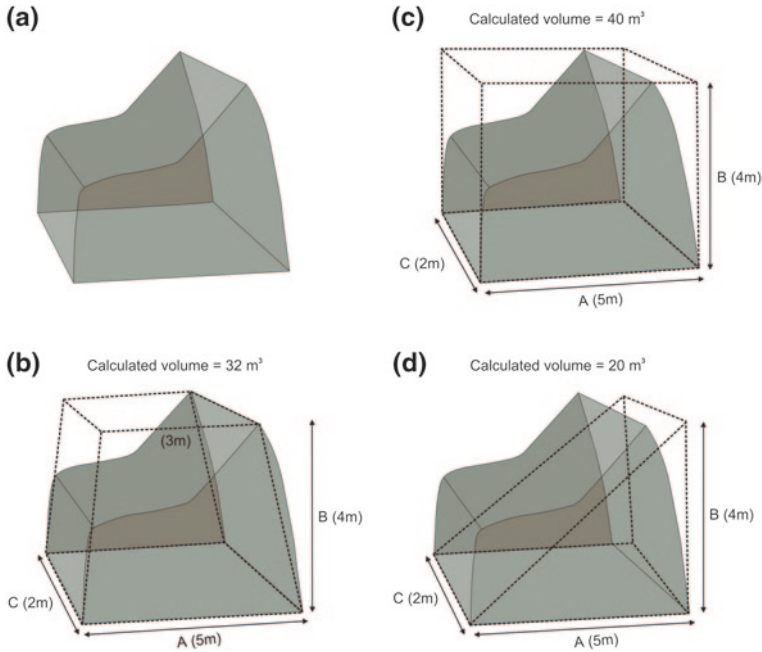 (a)
(c)
Calculated volume = 40 m³
B (4m)
C (2m)
A (5m)
(b)
Calculated volume = 32 m³
(3m)
B (4m)
C (2m)
A (5m)
(d)
Calculated volume = 20 m³
B (4m)
C (2m)
A (5m)